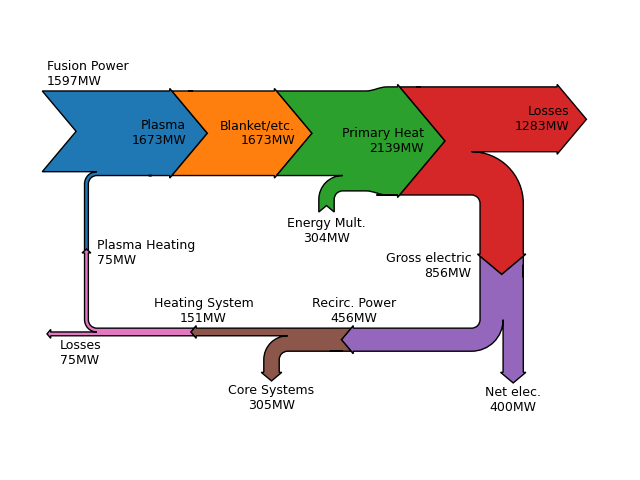 Fusion Power
1597MW
Plasma
1673MW
Blanket/etc.
1673MW
Primary Heat
2139MW
Losses
1283MW
Energy Mult.
304MW
Plasma Heating
75MW
Gross electric
856MW
Heating System
151MW
Recirc. Power
456MW
Losses
75MW
Core Systems
305MW
Net elec.
400MW